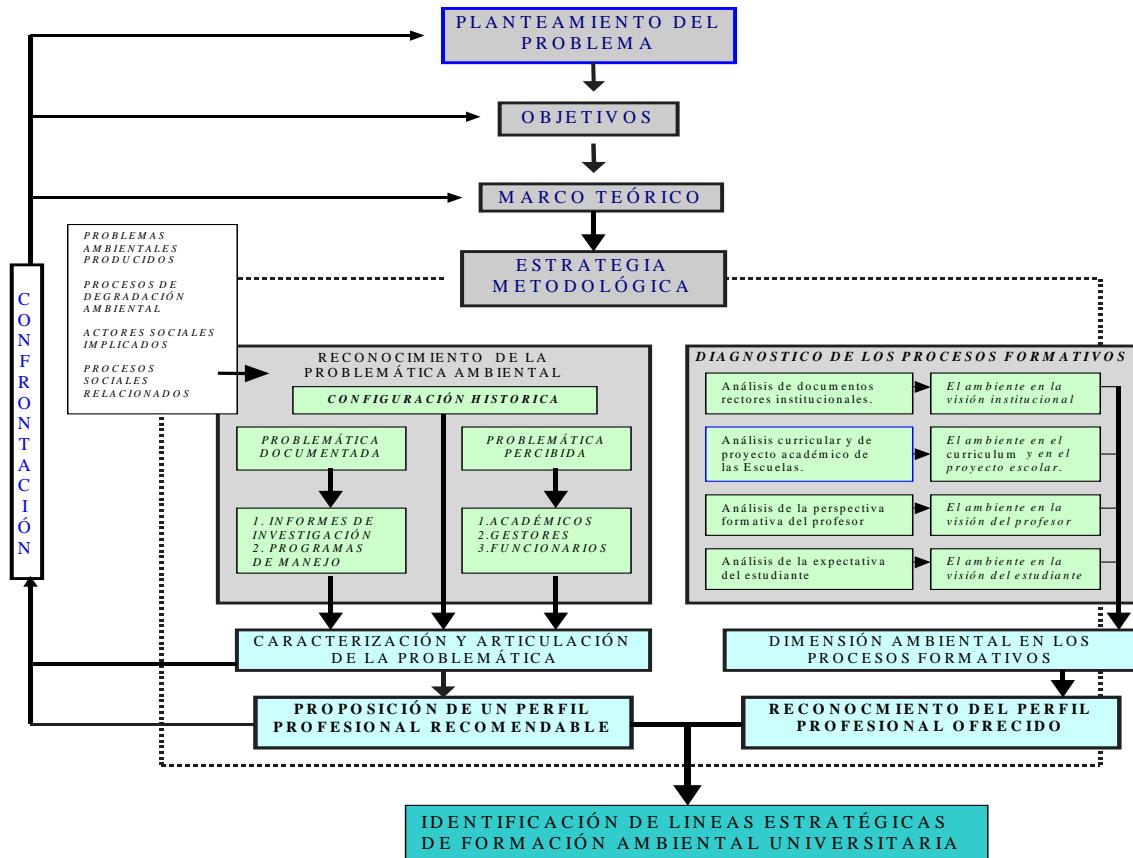 PLANTEAMIENTO DEL
PROBLEMA
OBJETIVOS
MARCO TEÓRICO
ESTRATEGIA
METODOLÓGICA
PROBLEMAS
AMBIENTALES
PRODUCIDOS
PROCESOS DE
DEGRADACIÓN
AMBIENTAL
ACTORES SOCIALES
IMPLICADOS
PROCESOS
SOCIALES
RELACIONADOS
CONFRONTACIÓN
RECONOCIMIENTO DE LA
PROBLEMÁTICA AMBIENTAL
CONFIGURACIÓN HISTORICA
PROBLEMÁTICA
DOCUMENTADA
PROBLEMÁTICA
PERCIBIDA
1. INFORMES DE
INVESTIGACIÓN
2. PROGRAMAS
DE MANEJO
1.ACADÉMICOS
2.GESTORES
3.FUNCIONARIOS
DIAGNOSTICO DE LOS PROCESOS FORMATIVOS
Análisis de documentos
rectores institucionales.
El ambiente en la
visión institucional
Análisis curricular y de
proyecto académico de
las Escuelas.
El ambiente en el
curriculum y en el
proyecto escolar.
Análisis de la perspectiva
formativa del profesor
El ambiente en la
visión del profesor
Análisis de la expectativa
del estudiante
El ambiente en la
visión del estudiante
CARACTERIZACIÓN Y ARTICULACIÓN
DE LA PROBLEMÁTICA
DIMENSIÓN AMBIENTAL EN LOS
PROCESOS FORMATIVOS
PROPOSICIÓN DE UN PERFIL
PROFESIONAL RECOMENDABLE
RECONOCMIENTO DEL PERFIL
PROFESIONAL OFRECIDO
IDENTIFICACIÓN DE LINEAS ESTRATÉGICAS
DE FORMACIÓN AMBIENTAL UNIVERSITARIA